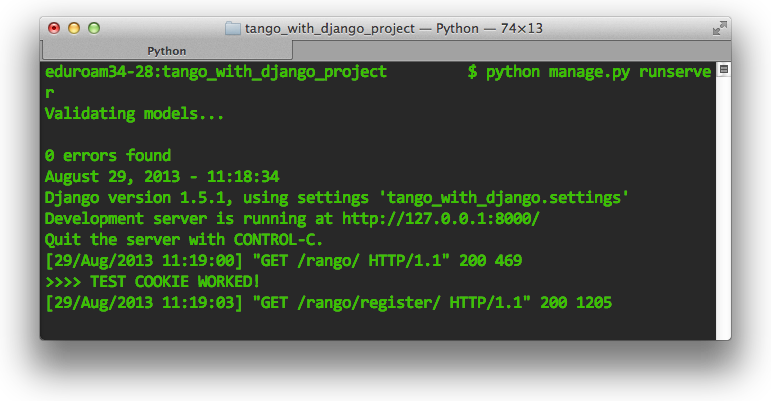 tango_with_django_project — Python — 74×13
Python
eduroam34-28:tango_with_django_project $ python manage.py runserve
r
Validating models...
0 errors found
August 29, 2013 - 11:18:34
Django version 1.5.1, using settings 'tango_with_django.settings'
Development server is running at http://127.0.0.1:8000/
Quit the server with CONTROL-C.
[29/Aug/2013 11:19:00] "GET /rango/ HTTP/1.1" 200 469
>>>> TEST COOKIE WORKED!
[29/Aug/2013 11:19:03] "GET /rango/register/ HTTP/1.1" 200 1205